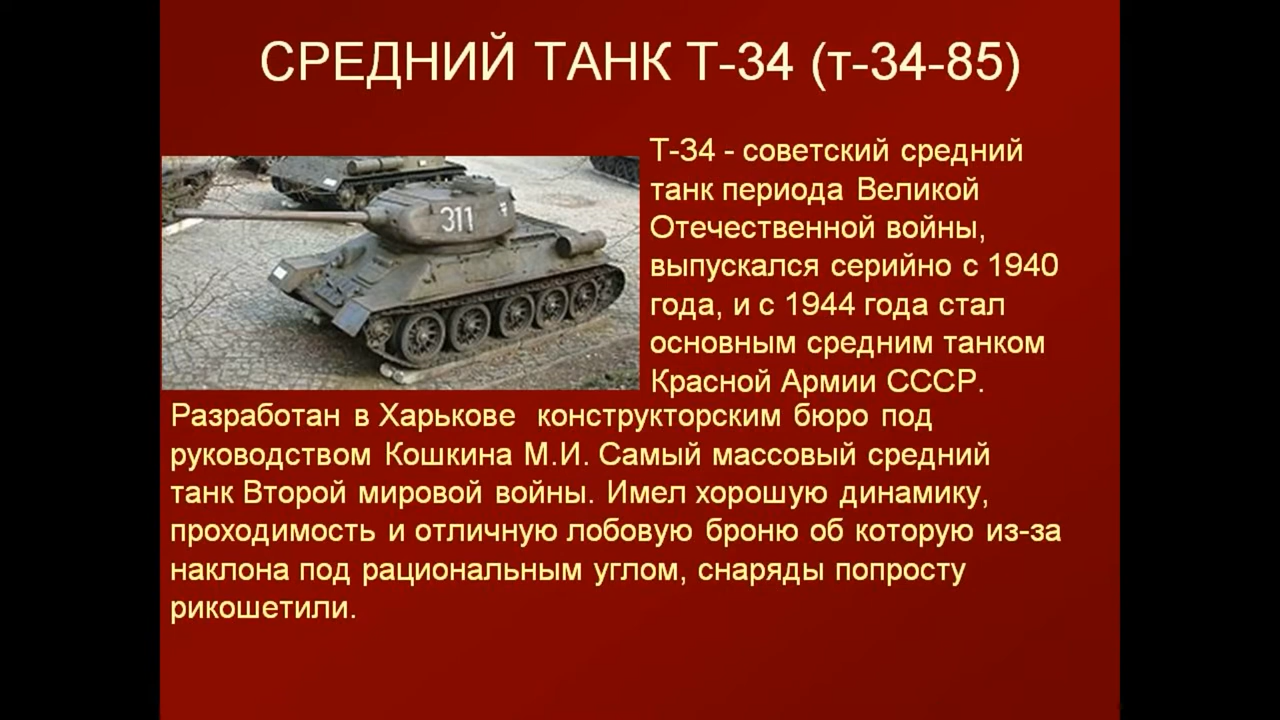 СРЕДНИЙ ТАНК Т-34 (т-34-85)
311
Т-34 - советский средний
танк периода Великой
Отечественной войны,
выпускался серийно с 1940
года, и с 1944 года стал
основным средним танком
Красной Армии СССР.
Разработан в Харькове конструкторским бюро под
руководством Кошкина М.И. Самый массовый средний
танк Второй мировой войны. Имел хорошую динамику,
проходимость и отличную лобовую броню об которую из-за
наклона под рациональным углом, снаряды попросту
рикошетили.